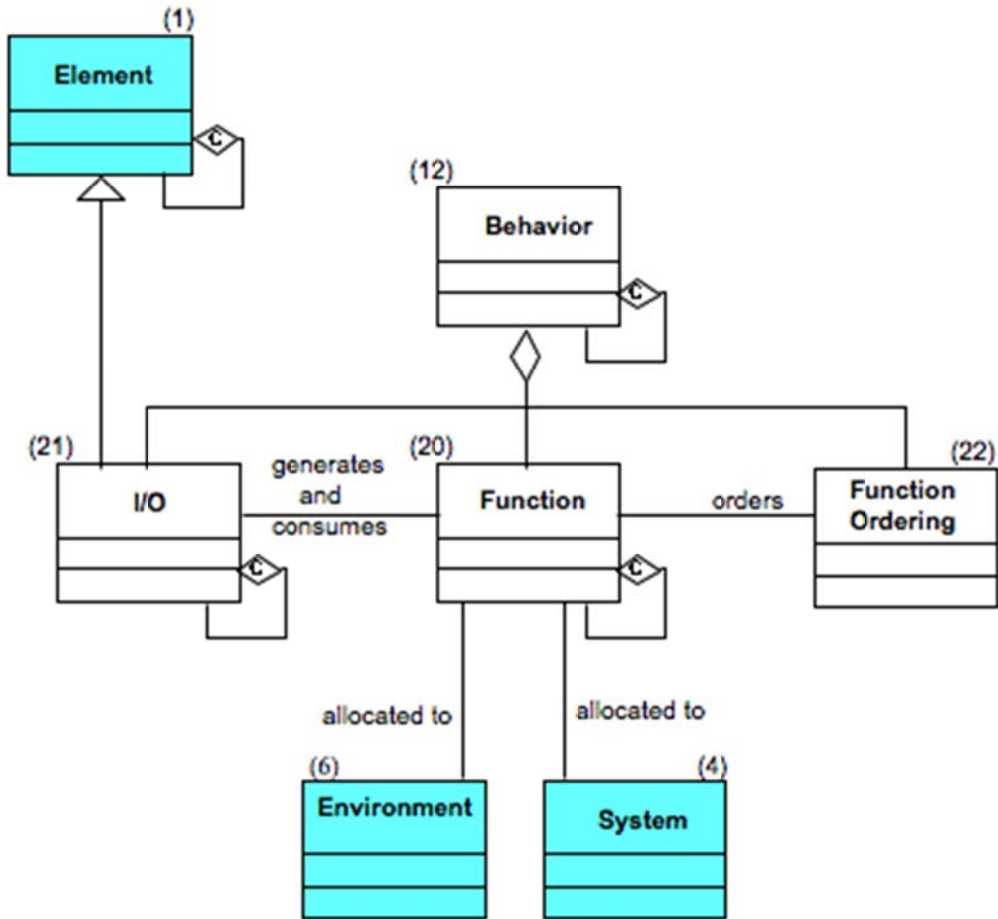 (1)
Element
C
(12)
Behavior
C
(21)
I/O
C
generates
and
consumes
(20)
Function
C
orders
(22)
Function
Ordering
allocated to
allocated to
(6)
Environment
(4)
System